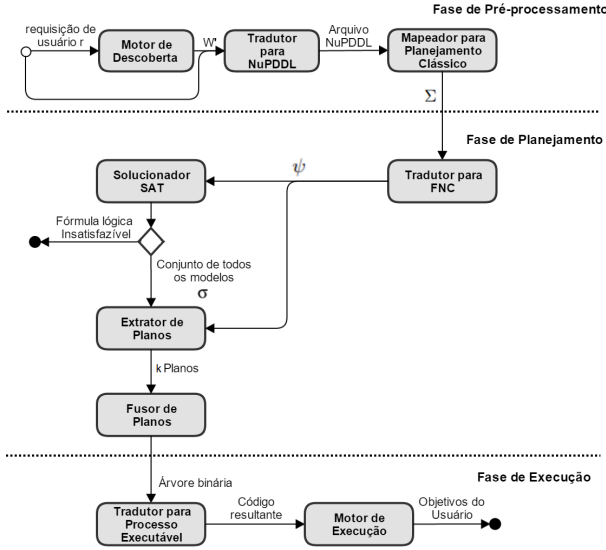 Fase de Pré-processamento
requisição de
usuário r
Motor de
Descoberta
W'
Tradutor
para
NuPDDL
Arquivo
NuPDDL
Mapeador para
Planejamento
Clássico
Σ
Fase de Planejamento
Solucionador
SAT
ψ
Tradutor para
FNC
Fórmula lógica
Insatisfazível
Conjunto de todos
os modelos
σ
Extrator de
Planos
k Planos
Fusor de
Planos
Fase de Execução
Árvore binária
Tradutor para
Processo
Executável
Código
resultante
Motor de
Execução
Objetivos do
Usuário